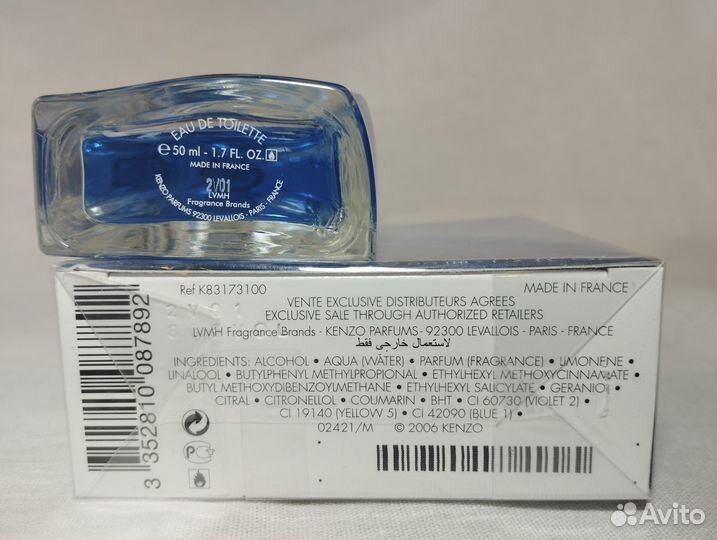 EAU DE TOILETTE
℮ 50 ml - 1.7 FL. OZ.
MADE IN FRANCE
2V01
LVMH
Fragrance Brands
KENZO PARFUMS 92300 LEVALLOIS - PARIS - FRANCE
Ref K83173100
MADE IN FRANCE
2V01
VENTE EXCLUSIVE DISTRIBUTEURS AGREES
EXCLUSIVE SALE THROUGH AUTHORIZED RETAILERS
LVMH Fragrance Brands - KENZO PARFUMS - 92300 LEVALLOIS - PARIS - FRANCE
لاستعمال خارجى فقط
INGREDIENTS: ALCOHOL • AQUA (WATER) • PARFUM (FRAGRANCE) • LIMONENE •
LINALOOL • BUTYLPHENYL METHYLPROPIONAL • ETHYLHEXYL METHOXYCINNAMATE •
BUTYL METHOXYDIBENZOYLMETHANE • ETHYLHEXYL SALICYLATE • GERANIOL •
CITRAL • CITRONELLOL • COUMARIN • BHT • CI 60730 (VIOLET 2) •
CI 19140 (YELLOW 5) • CI 42090 (BLUE 1) •
02421/M © 2006 KENZO
3 352810 087892
Avito